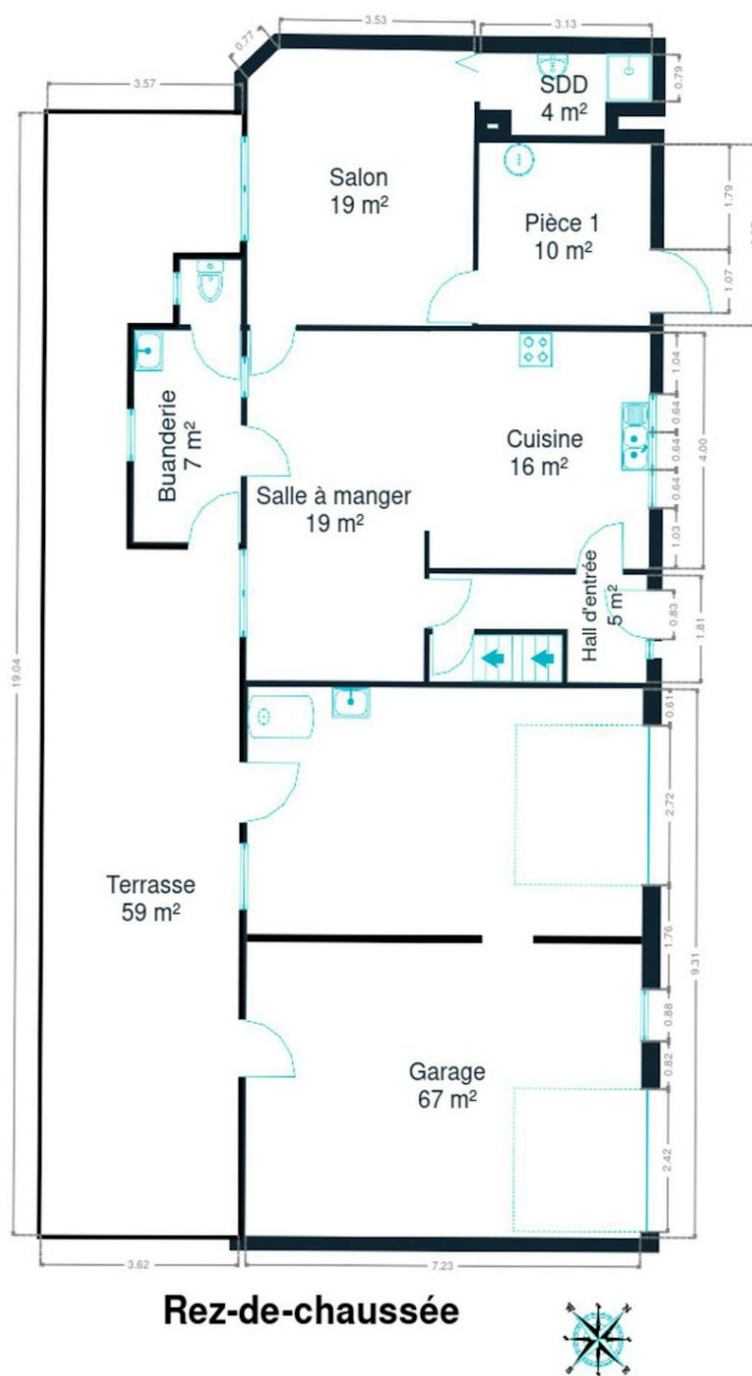 3.53
3.13
0.77
0.79
3.57
SDD
4 m²
Salon
19 m²
Pièce 1
10 m²
1.79
1.07
Buanderie
7 m²
Cuisine
16 m²
Salle à manger
19 m²
1.04
0.64
0.64
0.64
1.03
4.00
Hall d'entrée
5 m²
0.83
1.81
19.04
0.61
2.72
1.76
9.31
0.88
0.82
2.42
Terrasse
59 m²
Garage
67 m²
3.62
7.23
Rez-de-chaussée